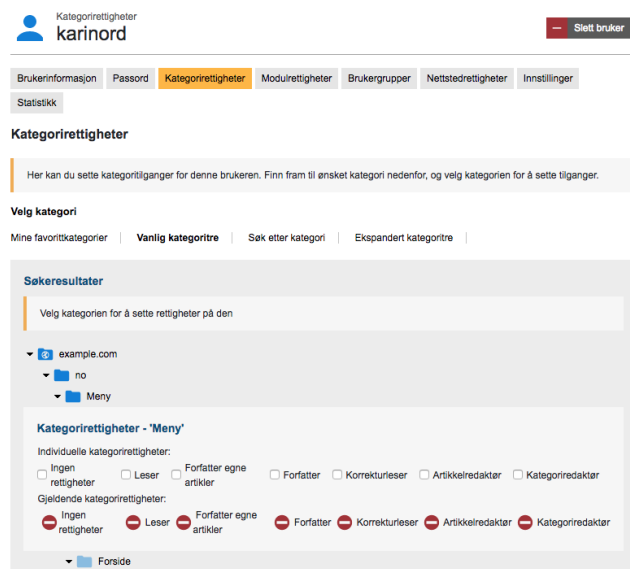 Kategorirettigheter
karinord
Slett bruker
Brukerinformasjon Passord Kategorirettigheter Modulrettigheter Brukergrupper Nettstedrettigheter Innstillinger
Statistikk
Kategorirettigheter
Her kan du sette kategoritilganger for denne brukeren. Finn fram til ønsket kategori nedenfor, og velg kategorien for å sette tilganger.
Velg kategori
Mine favorittkategorier Vanlig kategoritre Søk etter kategori Ekspandert kategoritre
Søkeresultater
Velg kategorien for å sette rettigheter på den
example.com
no
Meny
Kategorirettigheter - 'Meny'
Individuelle kategorirettigheter:
Ingen rettigheter Leser Forfatter egne artikler Forfatter Korrekturleser Artikkelredaktør Kategoriredaktør
Gjeldende kategorirettigheter:
Ingen rettigheter Leser Forfatter egne artikler Forfatter Korrekturleser Artikkelredaktør Kategoriredaktør
Forside